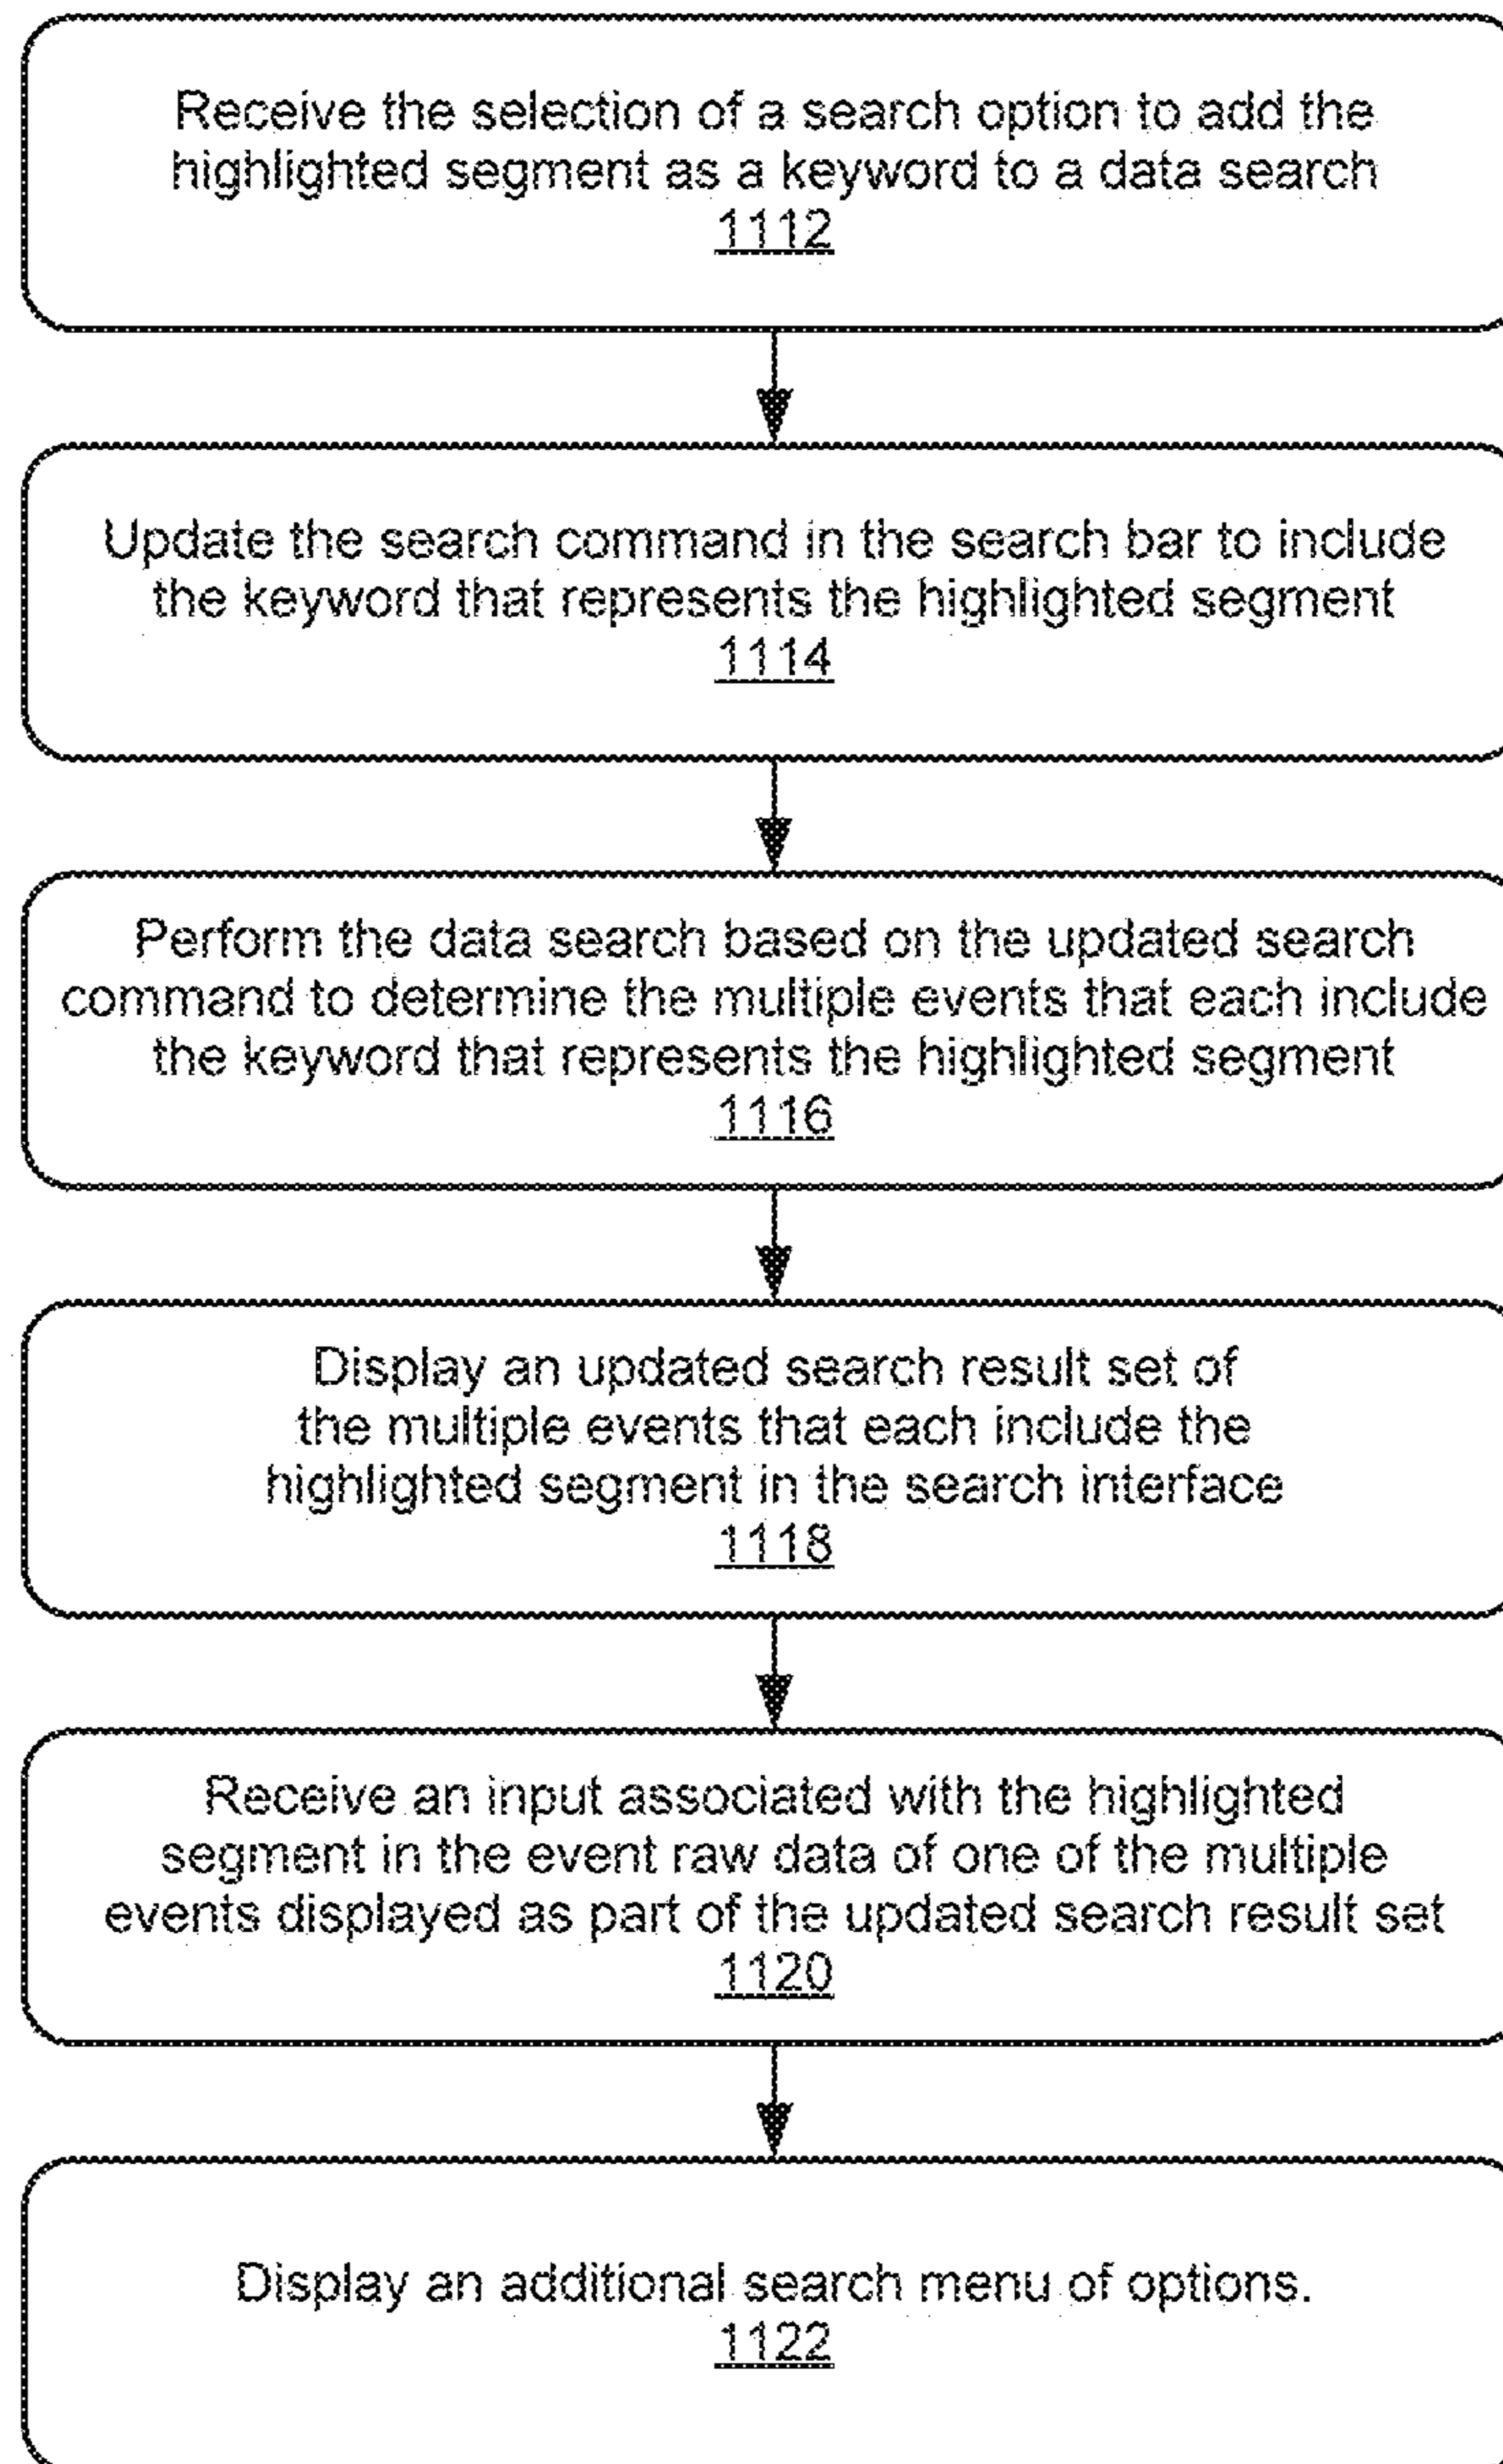 Receive the selection of a search option to add the
highlighted segment as a keyword to a data search
1112
Update the search command in the search bar to include
the keyword that represents the highlighted segment
1114
Perform the data search based on the updated search
command to determine the multiple events that each include
the keyword that represents the highlighted segment
1116
Display an updated search result set of
the multiple events that each include the
highlighted segment in the search interface
1118
Receive an input associated with the highlighted
segment in the event raw data of one of the multiple
events displayed as part of the updated search result set
1120
Display an additional search menu of options.
1122